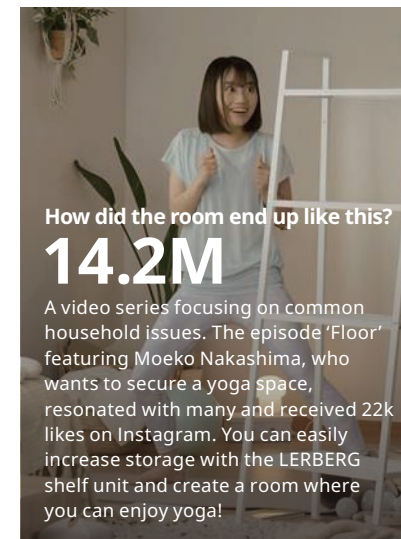 How did the room end up like this?
14.2M
A video series focusing on common
household issues. The episode ‘Floor’
featuring Moeko Nakashima, who
wants to secure a yoga space,
resonated with many and received 22k
likes on Instagram. You can easily
increase storage with the LERBERG
shelf unit and create a room where
you can enjoy yoga!